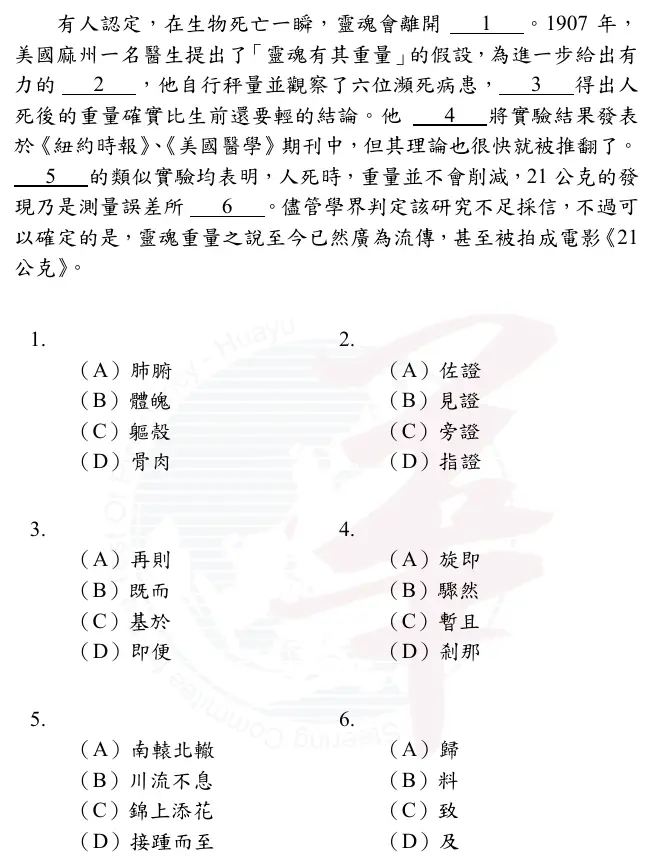 有人認定，在生物死亡一瞬，靈魂會離開 1 。1907 年，
美國麻州一名醫生提出了「靈魂有其重量」的假設，為進一步給出有
力的 2 ，他自行秤量並觀察了六位瀕死病患， 3 得出人
死後的重量確實比生前還要輕的結論。他 4 將實驗結果發表
於《紐約時報》、《美國醫學》期刊中，但其理論也很快就被推翻了。
5 的類似實驗均表明，人死時，重量並不會削減，21 公克的發
現乃是測量誤差所 6 。儘管學界判定該研究不足採信，不過可
以確定的是，靈魂重量之說至今已然廣為流傳，甚至被拍成電影《21
公克》。
1.
（A）肺腑
（B）體魄
（C）軀殼
（D）骨肉
2.
（A）佐證
（B）見證
（C）旁證
（D）指證
3.
（A）再則
（B）既而
（C）基於
（D）即便
4.
（A）旋即
（B）驟然
（C）暫且
（D）剎那
5.
（A）南轅北轍
（B）川流不息
（C）錦上添花
（D）接踵而至
6.
（A）歸
（B）料
（C）致
（D）及